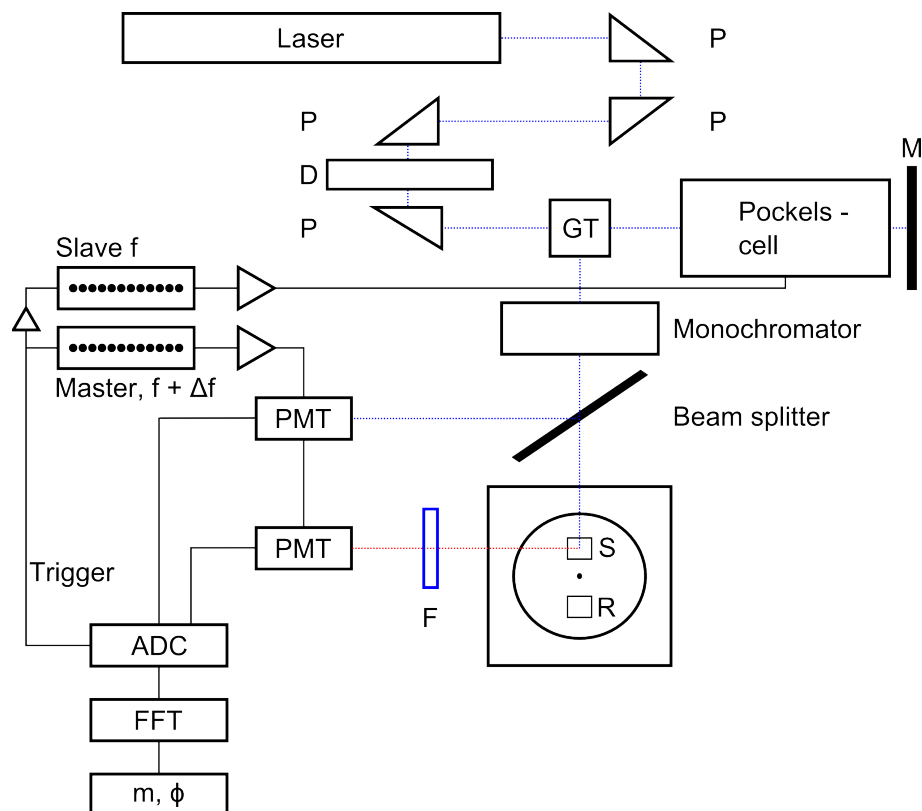 Laser
P
P
P
D
M
P
GT
Pockels -
cell
Slave f
Monochromator
Master, f + Δf
PMT
Beam splitter
PMT
S
Trigger
F
R
ADC
FFT
m, ϕ